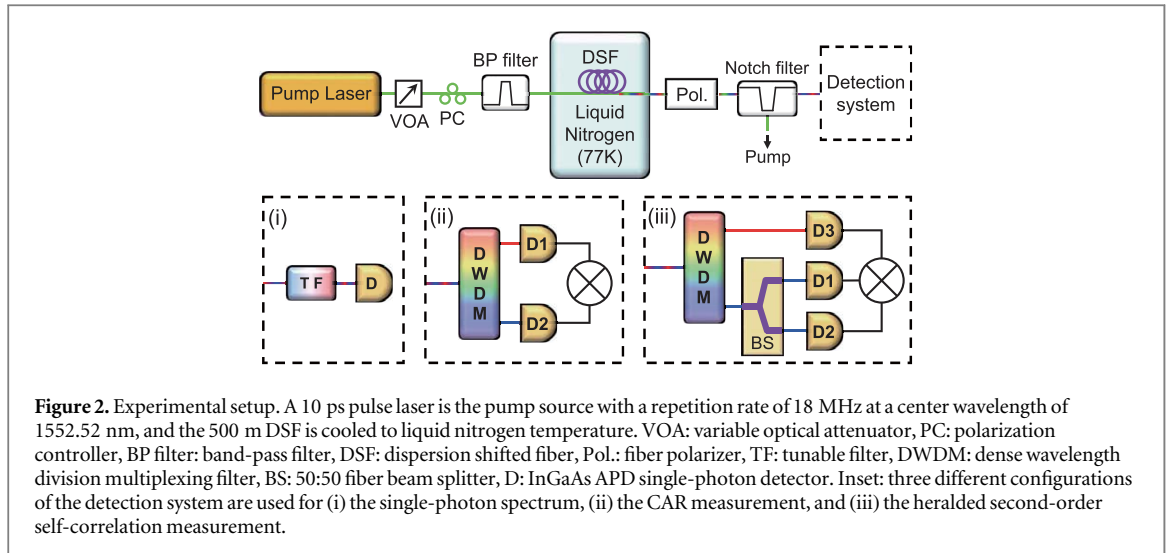 Pump Laser
VOA
PC
BP filter
DSF
Liquid
Nitrogen
(77K)
Pol.
Notch filter
Pump
Detection
system
(i)
T F
D
(ii)
D
W
D
M
D1
D2
(iii)
D
W
D
M
BS
D3
D1
D2
Figure 2. Experimental setup. A 10 ps pulse laser is the pump source with a repetition rate of 18 MHz at a center wavelength of
1552.52 nm, and the 500 m DSF is cooled to liquid nitrogen temperature. VOA: variable optical attenuator, PC: polarization
controller, BP filter: band-pass filter, DSF: dispersion shifted fiber, Pol.: fiber polarizer, TF: tunable filter, DWDM: dense wavelength
division multiplexing filter, BS: 50:50 fiber beam splitter, D: InGaAs APD single-photon detector. Inset: three different configurations
of the detection system are used for (i) the single-photon spectrum, (ii) the CAR measurement, and (iii) the heralded second-order
self-correlation measurement.